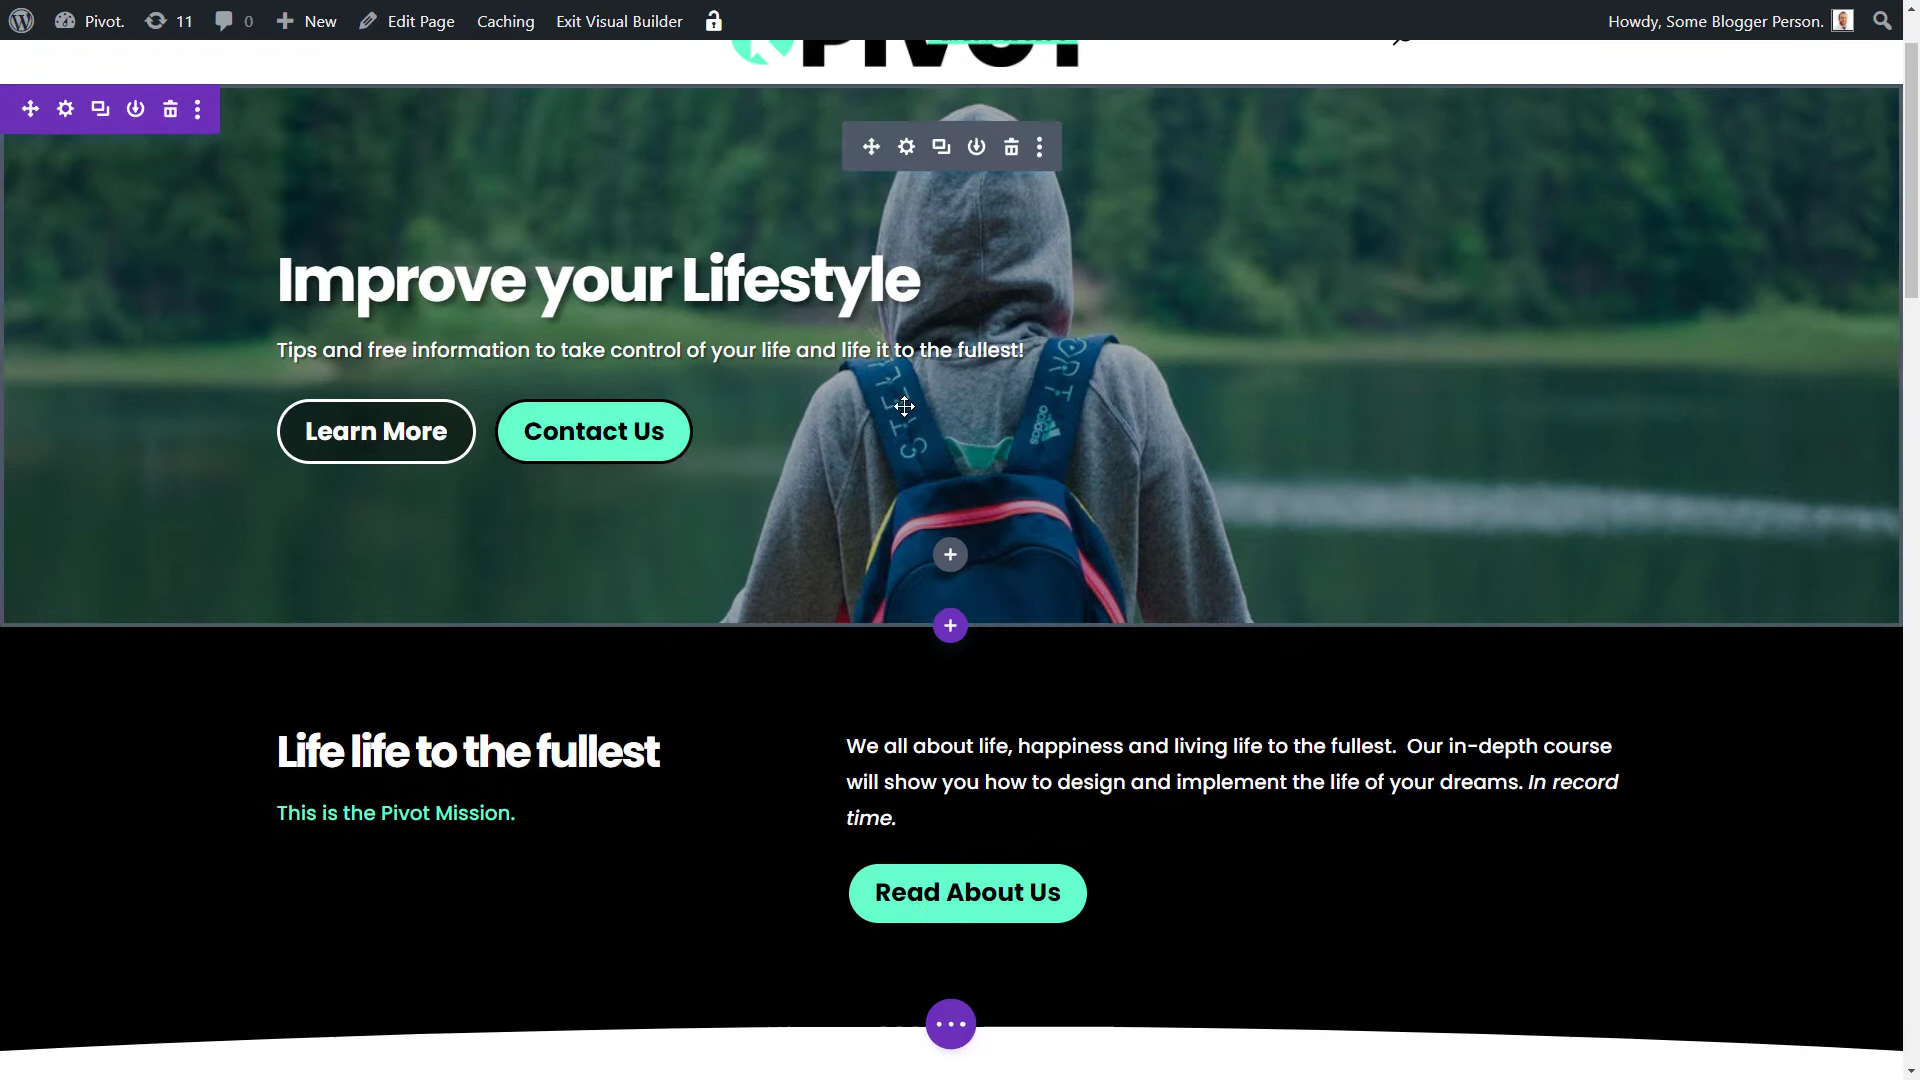 Pivot. 11 0 New Edit Page Caching Exit Visual Builder Howdy, Some Blogger Person.
PIVOT
Improve your Lifestyle
Tips and free information to take control of your life and life it to the fullest!
Learn More Contact Us
adidas
Life life to the fullest
This is the Pivot Mission.
We all about life, happiness and living life to the fullest. Our in-depth course
will show you how to design and implement the life of your dreams. In record
time.
Read About Us